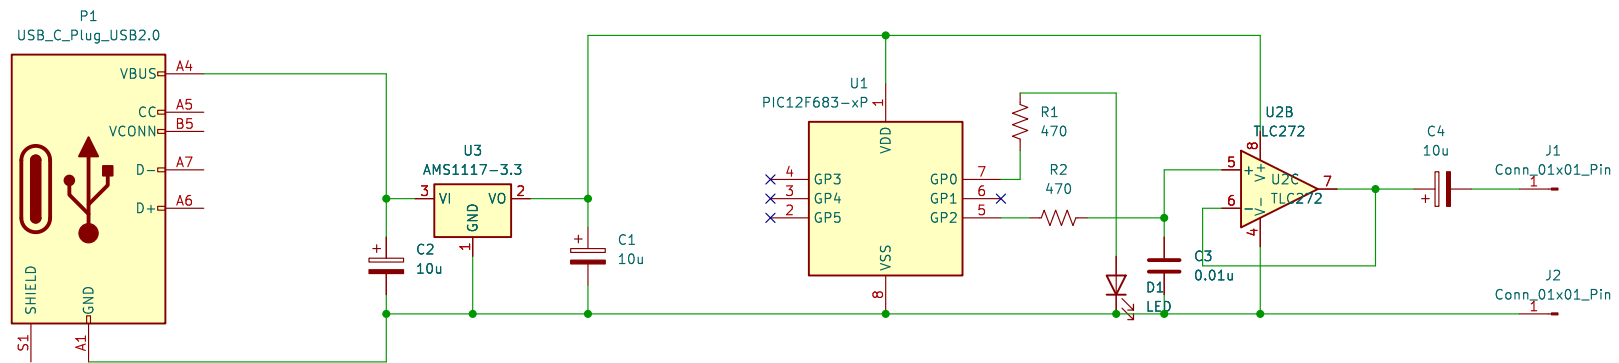 P1
USB_C_Plug_USB2.0
VBUS
A4
CC
A5
VCONN
B5
D-
A7
D+
A6
SHIELD
GND
S1
A1
U3
AMS1117-3.3
3
VI
VO
2
GND
1
+
C2
10u
+
C1
10u
U1
PIC12F683-xP
1
VDD
4
GP3
3
GP4
2
GP5
GP0
7
GP1
6
GP2
5
VSS
8
R1
470
R2
470
D1
LED
C3
0.01u
U2B
TLC272
8
V+
5
+
6
-
U2C
TLC272
7
V-
4
C4
10u
+
J1
Conn_01x01_Pin
1
J2
Conn_01x01_Pin
1